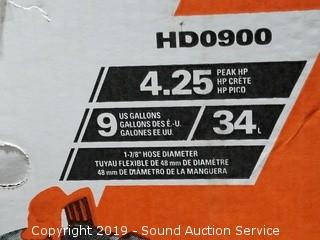 HD0900
4.25 PEAK HP
HP CRÊTE
HP PICO
9 US GALLONS
GALLONS DES É.-U.
GALONES EE.UU.
34 L
1-7/8" HOSE DIAMETER
TUYAU FLEXIBLE DE 48 mm DE DIAMÈTRE
48 mm DE DIÁMETRO DE LA MANGUERA
Copyright 2019 - Sound Auction Service